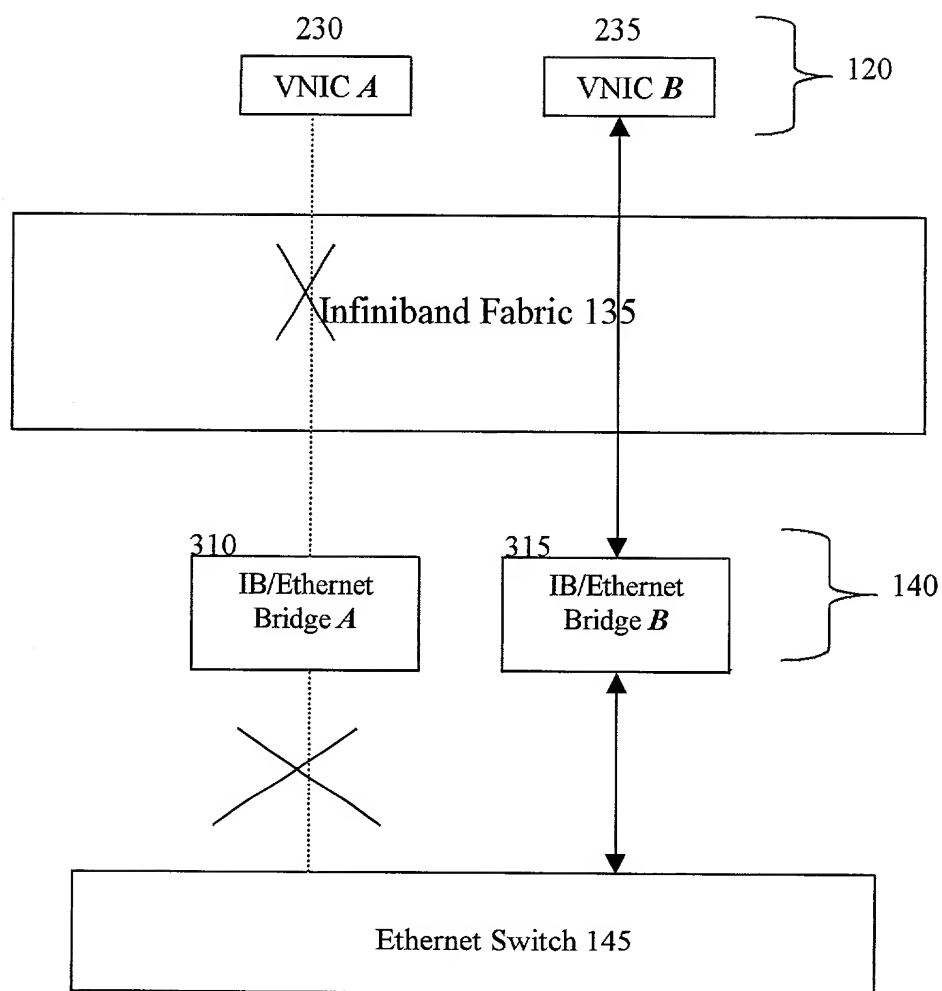 230
235
VNIC A
VNIC B
120
Infiniband Fabric 135
310
315
IB/Ethernet
Bridge A
IB/Ethernet
Bridge B
140
Ethernet Switch 145